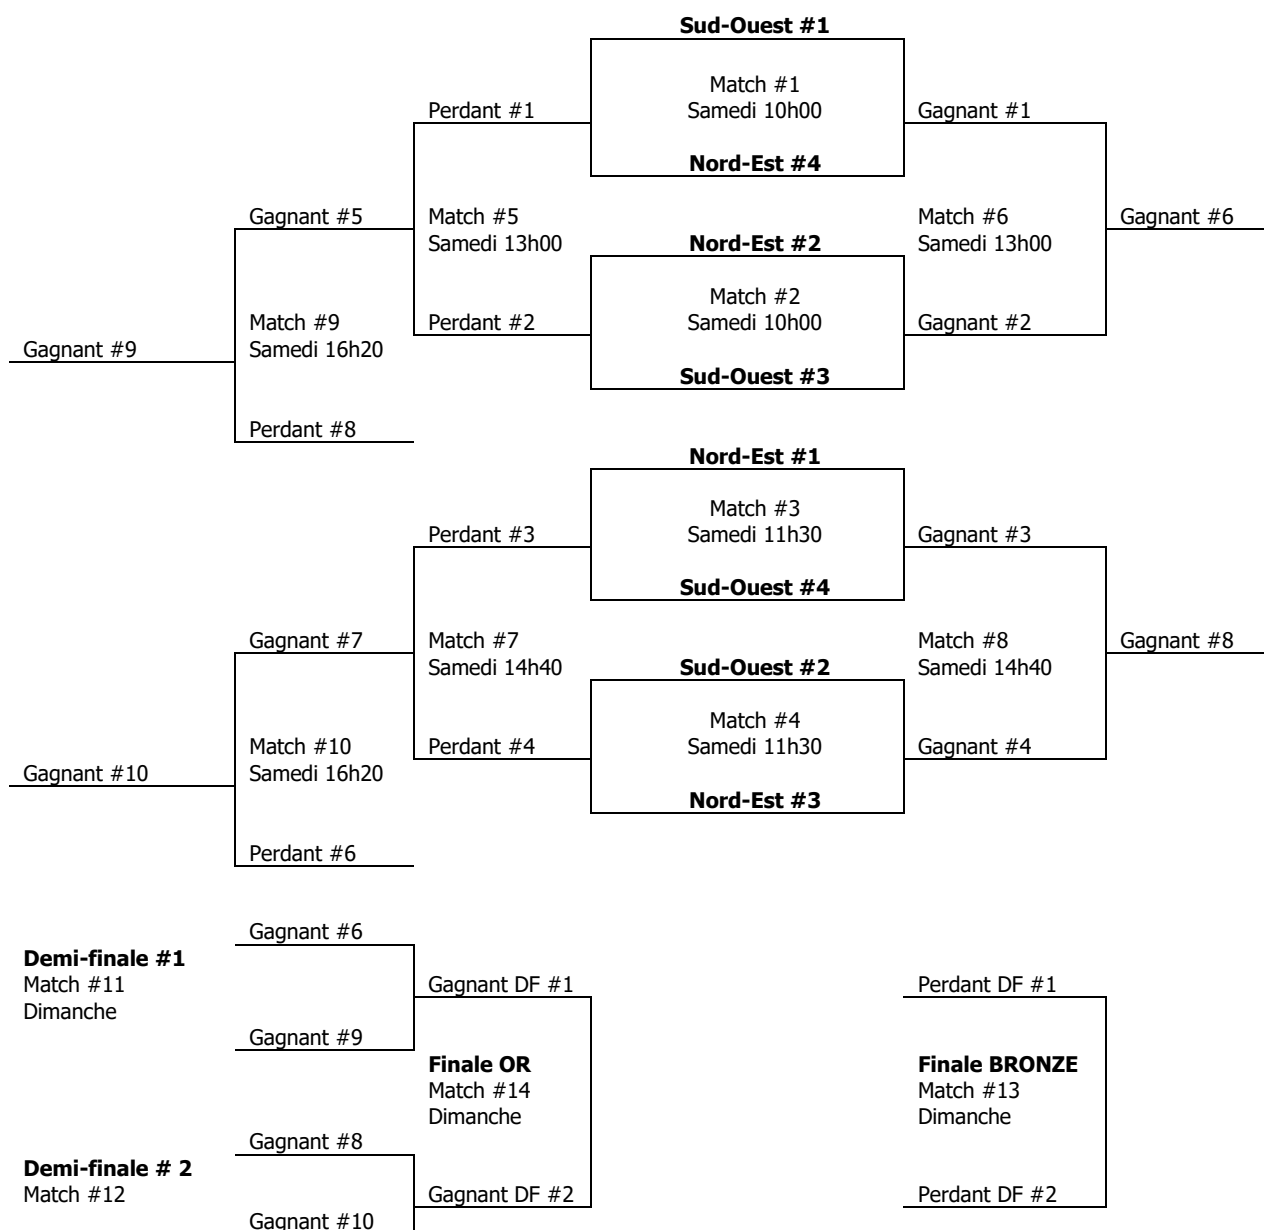 Sud-Ouest #1
Match #1
Samedi 10h00
Perdant #1
Gagnant #1
Nord-Est #4
Gagnant #5
Match #5
Samedi 13h00
Match #6
Samedi 13h00
Gagnant #6
Nord-Est #2
Match #2
Samedi 10h00
Match #9
Samedi 16h20
Perdant #2
Gagnant #2
Gagnant #9
Sud-Ouest #3
Perdant #8
Nord-Est #1
Match #3
Samedi 11h30
Perdant #3
Gagnant #3
Sud-Ouest #4
Gagnant #7
Match #7
Samedi 14h40
Match #8
Samedi 14h40
Gagnant #8
Sud-Ouest #2
Match #4
Samedi 11h30
Match #10
Samedi 16h20
Perdant #4
Gagnant #4
Gagnant #10
Nord-Est #3
Perdant #6
Gagnant #6
Demi-finale #1
Match #11
Dimanche
Gagnant DF #1
Perdant DF #1
Gagnant #9
Finale OR
Match #14
Dimanche
Finale BRONZE
Match #13
Dimanche
Gagnant #8
Demi-finale # 2
Match #12
Gagnant DF #2
Perdant DF #2
Gagnant #10